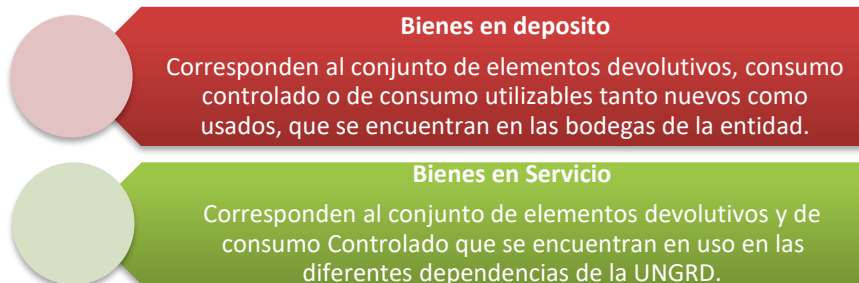 Bienes en deposito
Corresponden al conjunto de elementos devolutivos, consumo
controlado o de consumo utilizables tanto nuevos como
usados, que se encuentran en las bodegas de la entidad.
Bienes en Servicio
Corresponden al conjunto de elementos devolutivos y de
consumo Controlado que se encuentran en uso en las
diferentes dependencias de la UNGRD.